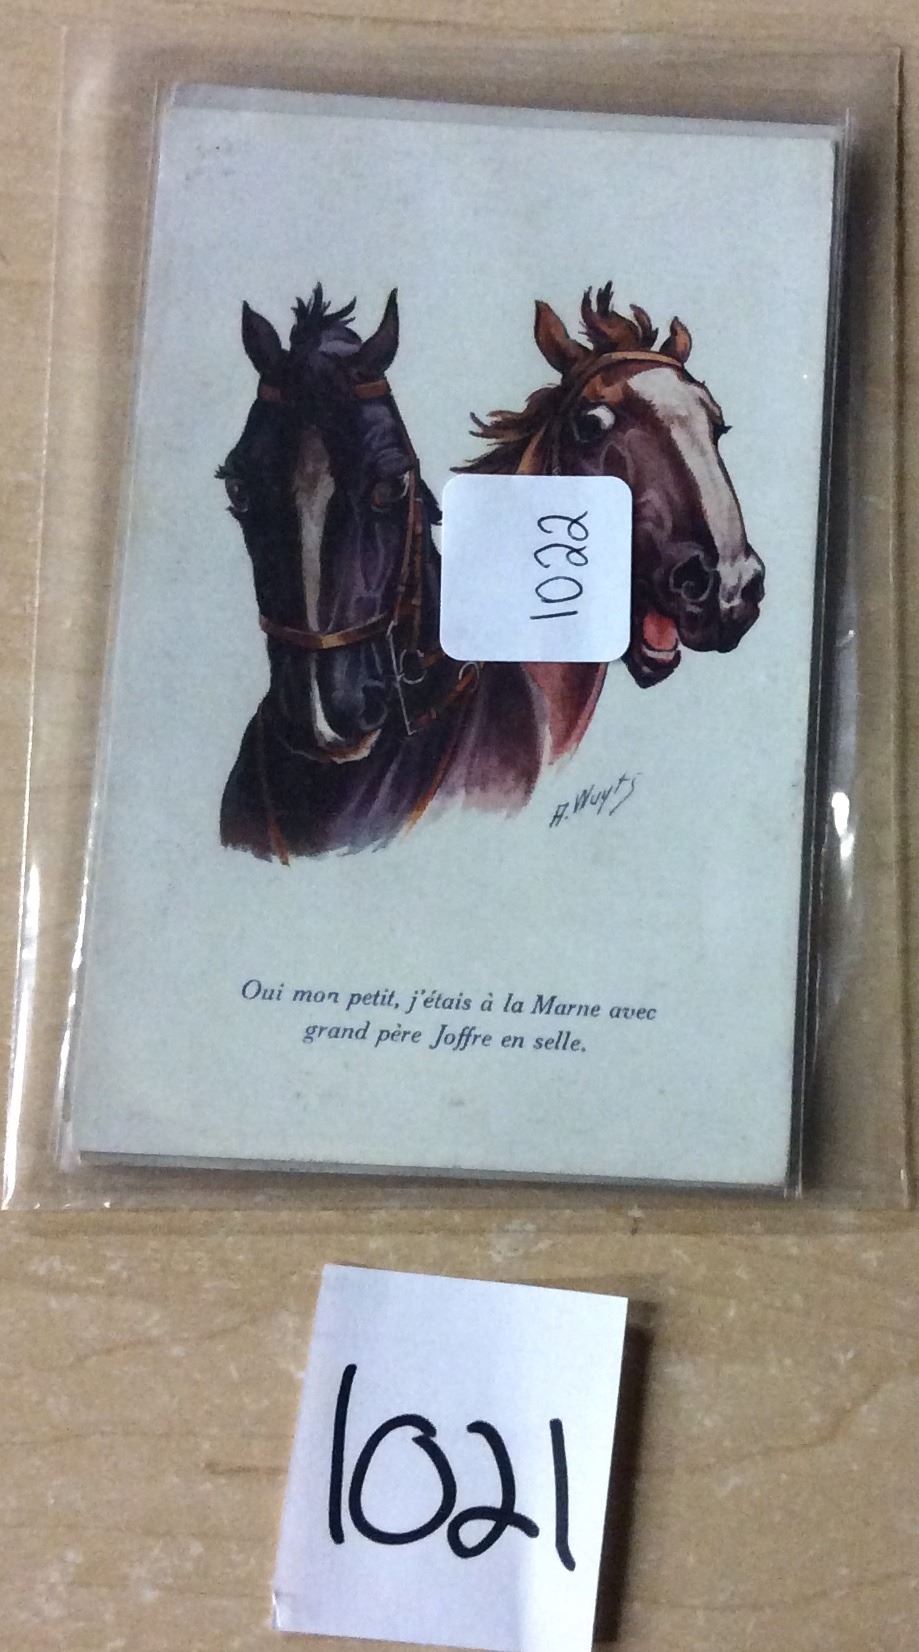 1022
A. Wuyts
Oui mon petit, j'étais à la Marne avec
grand père Joffre en selle.
1021